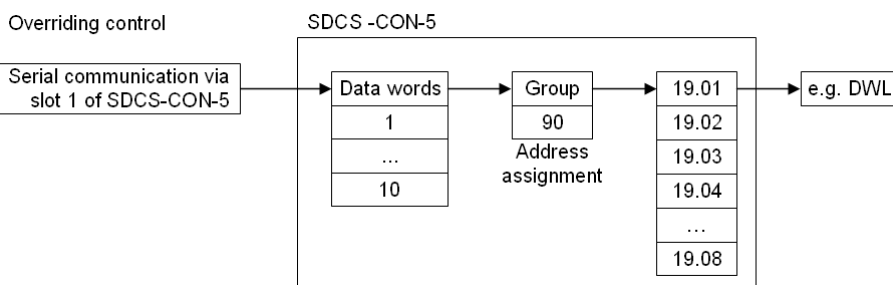 Overriding control
SDCS -CON-5
Serial communication via
slot 1 of SDCS-CON-5
Data words
1
...
10
Group
90
Address
assignment
19.01
19.02
19.03
19.04
...
19.08
e.g. DWL